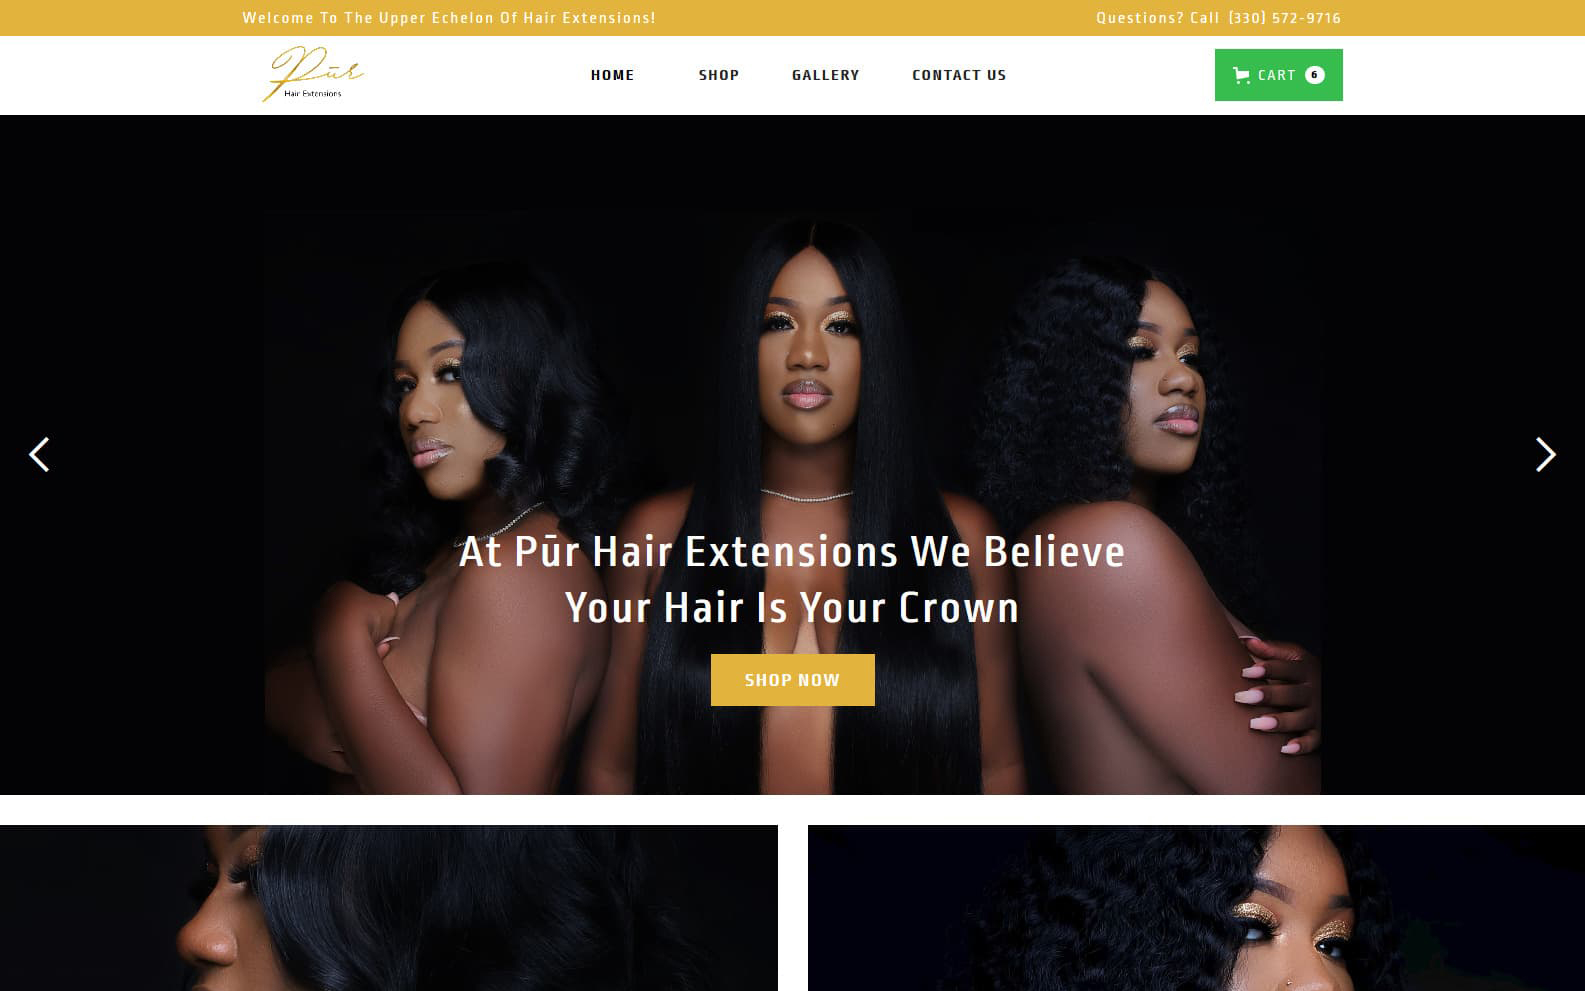 Welcome To The Upper Echelon Of Hair Extensions!
Questions? Call (330) 572-9716
Pūr
Hair Extensions
HOME
SHOP
GALLERY
CONTACT US
CART 6
At Pūr Hair Extensions We Believe
Your Hair Is Your Crown
SHOP NOW